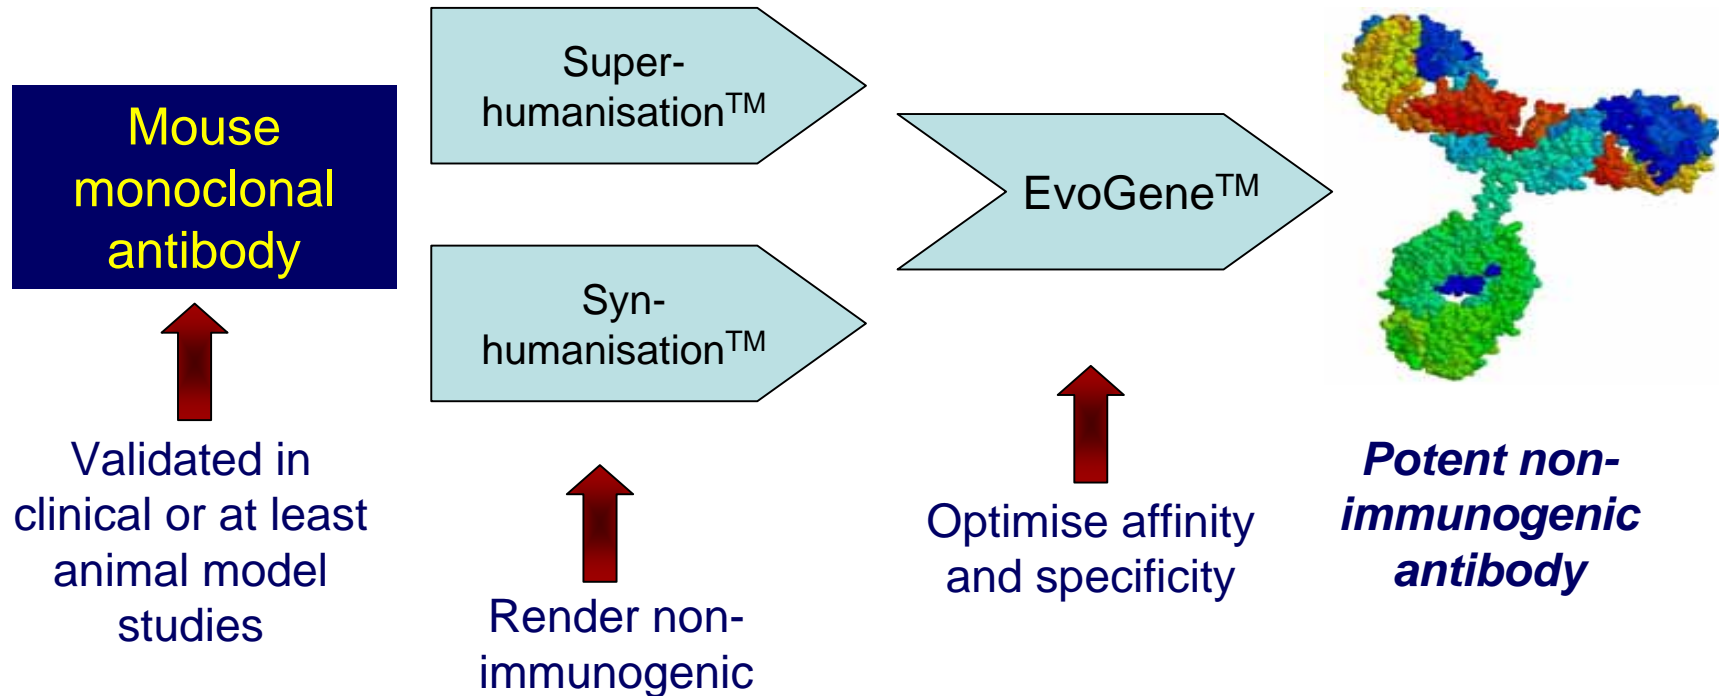 Mouse
monoclonal
antibody
Super-
humanisation™
Syn-
humanisation™
EvoGene™
Validated in
clinical or at least
animal model
studies
Render non-
immunogenic
Optimise affinity
and specificity
Potent non-
immunogenic
antibody